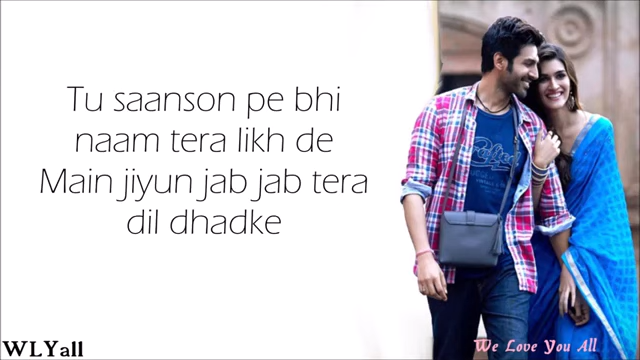 Tu saanson pe bhi
naam tera likh de
Main jiyun jab jab tera
dil dhadke
WLYall
We Love You All